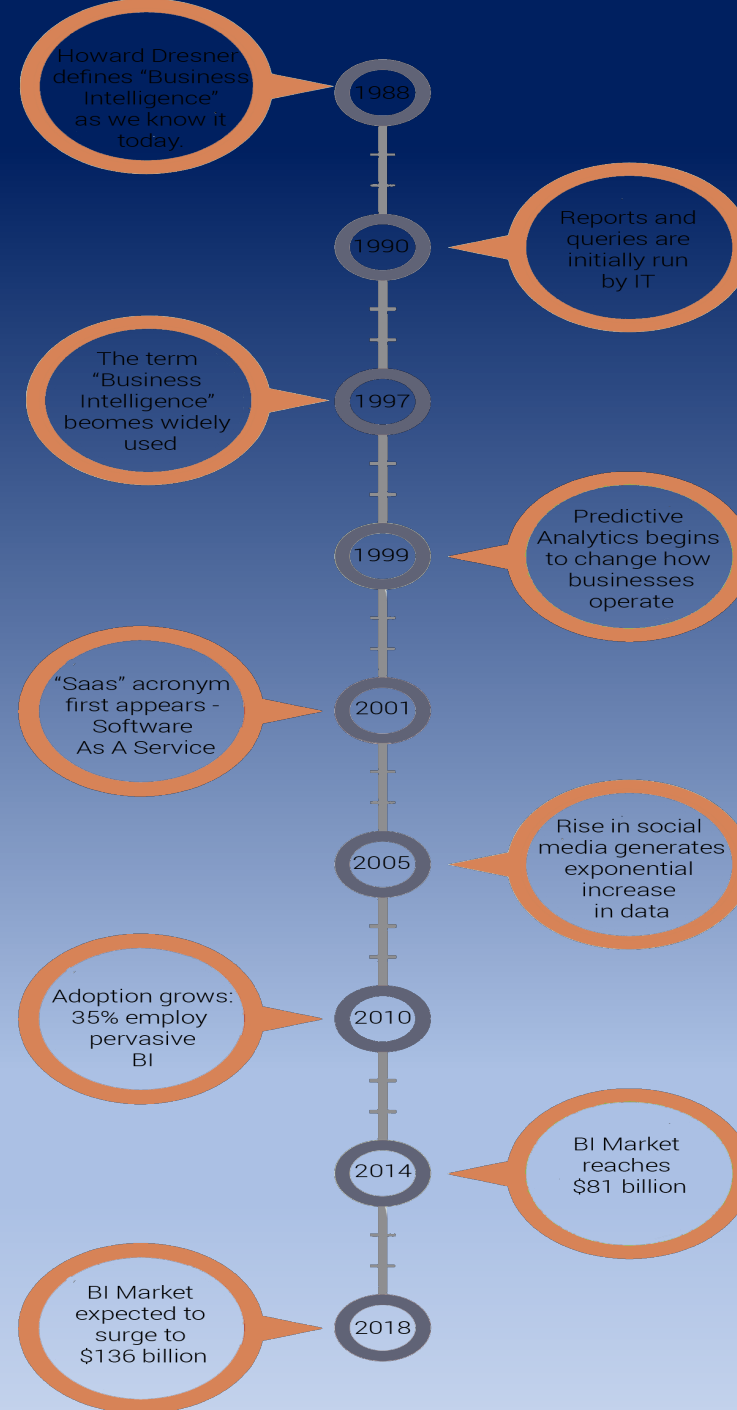 Howard Dresner
defines “Business
Intelligence”
as we know it
today.
1988
1990
Reports and
queries are
initially run
by IT
The term
“Business
Intelligence”
beomes widely
used
1997
1999
Predictive
Analytics begins
to change how
businesses
operate
“Saas” acronym
first appears -
Software
As A Service
2001
2005
Rise in social
media generates
exponential
increase
in data
Adoption grows:
35% employ
pervasive
BI
2010
2014
BI Market
reaches
$81 billion
BI Market
expected to
surge to
$136 billion
2018